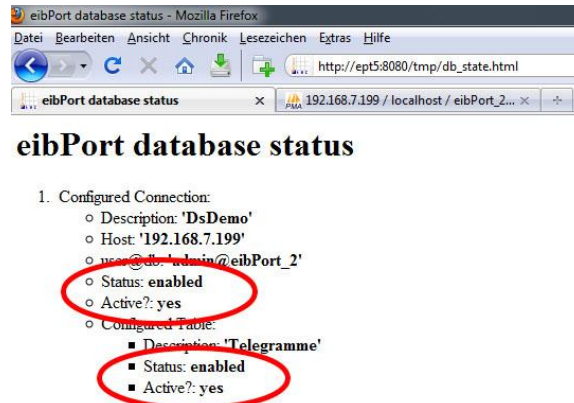 eibPort database status - Mozilla Firefox
Datei Bearbeiten Ansicht Chronik Lesezeichen Extras Hilfe
http://ept5:8080/tmp/db_state.html
eibPort database status
PMA 192.168.7.199 / localhost / eibPort_2...
eibPort database status
1. Configured Connection:
Description: 'DsDemo'
Host: '192.168.7.199'
user@db: 'admin@eibPort_2'
Status: enabled
Active?: yes
Configured Table:
Description: 'Telegramme'
Status: enabled
Active?: yes